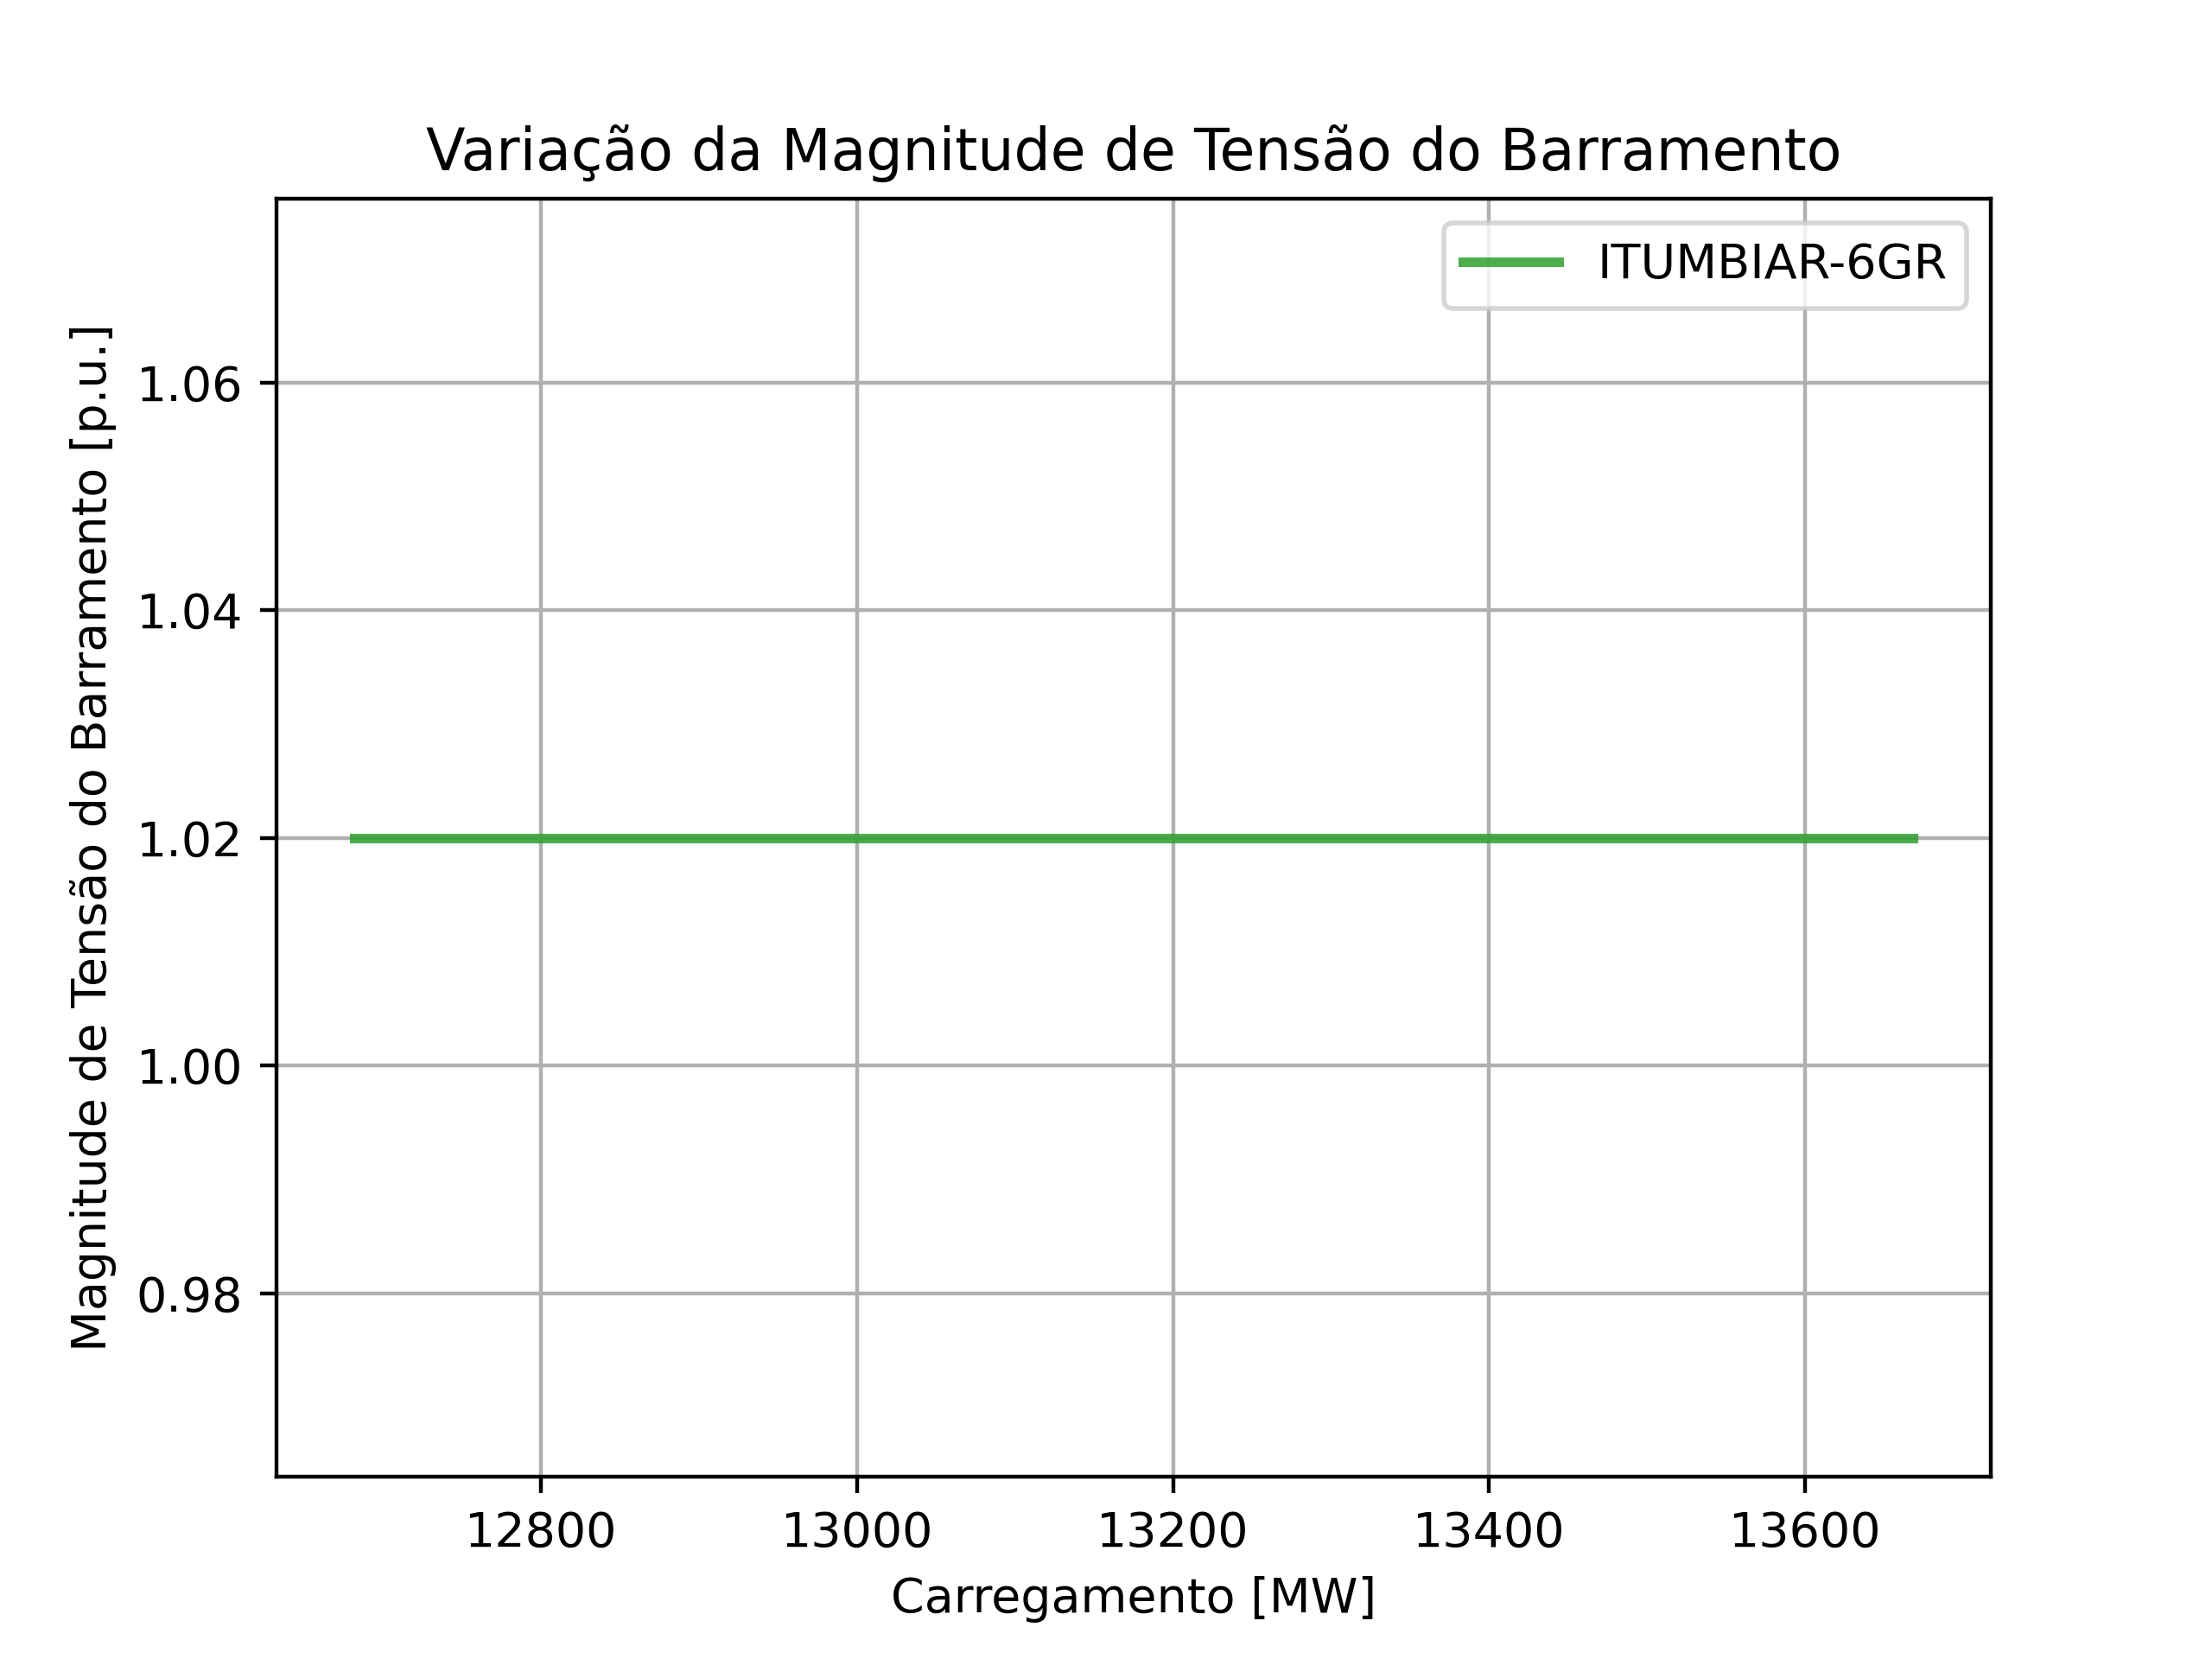 Variação da Magnitude de Tensão do Barramento
ITUMBIAR-6GR
Magnitude de Tensão do Barramento [p.u.]
1.06
1.04
1.02
1.00
0.98
12800 13000 13200 13400 13600
Carregamento [MW]